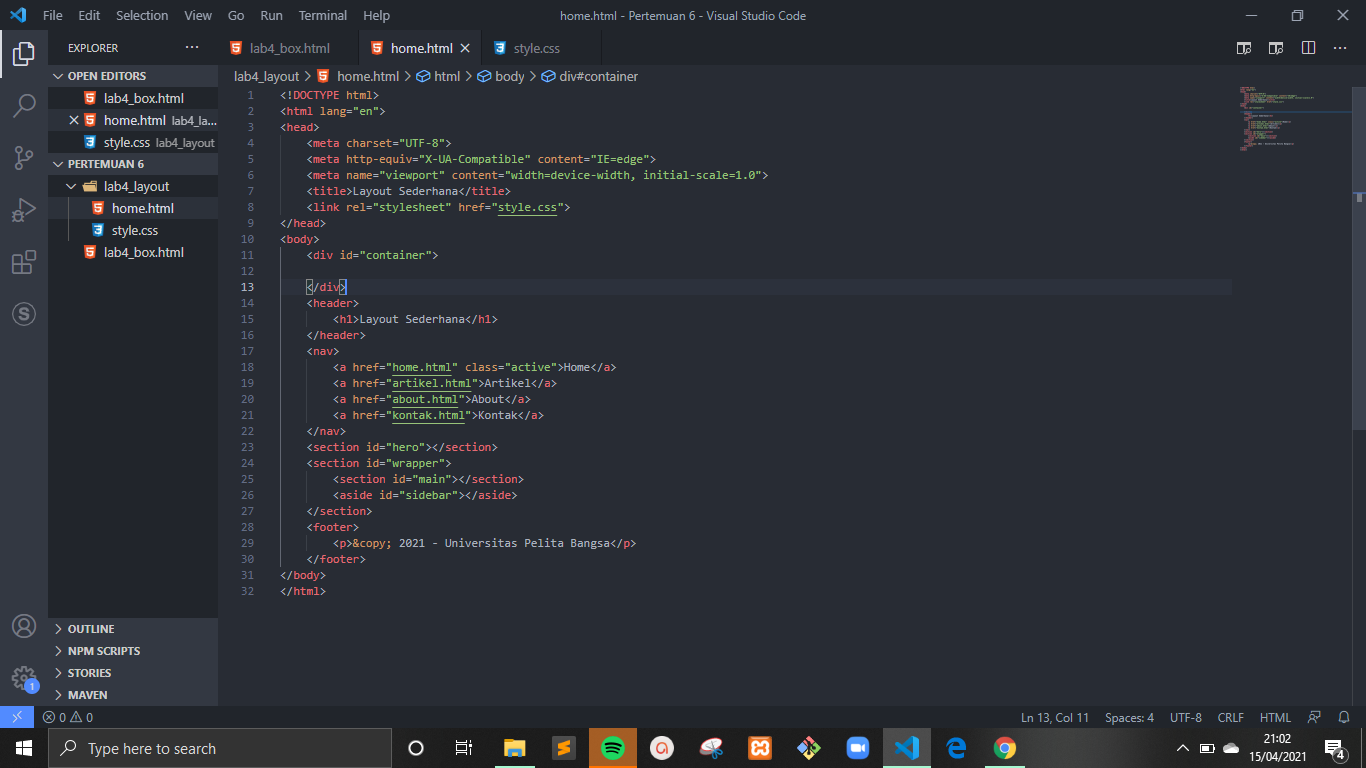 File Edit Selection View Go Run Terminal Help home.html - Pertemuan 6 - Visual Studio Code
EXPLORER
OPEN EDITORS
lab4_box.html
home.html lab4_la...
style.css lab4_layout
PERTEMUAN 6
lab4_layout
home.html
style.css
lab4_box.html
OUTLINE
NPM SCRIPTS
STORIES
MAVEN
1
lab4_box.html home.html style.css
lab4_layout > home.html > html > body > div#container
1 <!DOCTYPE html>
2 <html lang="en">
3 <head>
4 <meta charset="UTF-8">
5 <meta http-equiv="X-UA-Compatible" content="IE=edge">
6 <meta name="viewport" content="width=device-width, initial-scale=1.0">
7 <title>Layout Sederhana</title>
8 <link rel="stylesheet" href="style.css">
9 </head>
10 <body>
11 <div id="container">
12
13 </div>
14 <header>
15 <h1>Layout Sederhana</h1>
16 </header>
17 <nav>
18 <a href="home.html" class="active">Home</a>
19 <a href="artikel.html">Artikel</a>
20 <a href="about.html">About</a>
21 <a href="kontak.html">Kontak</a>
22 </nav>
23 <section id="hero"></section>
24 <section id="wrapper">
25 <section id="main"></section>
26 <aside id="sidebar"></aside>
27 </section>
28 <footer>
29 <p>&copy; 2021 - Universitas Pelita Bangsa</p>
30 </footer>
31 </body>
32 </html>
0 0 Ln 13, Col 11 Spaces: 4 UTF-8 CRLF HTML
Type here to search
21:02
15/04/2021
4